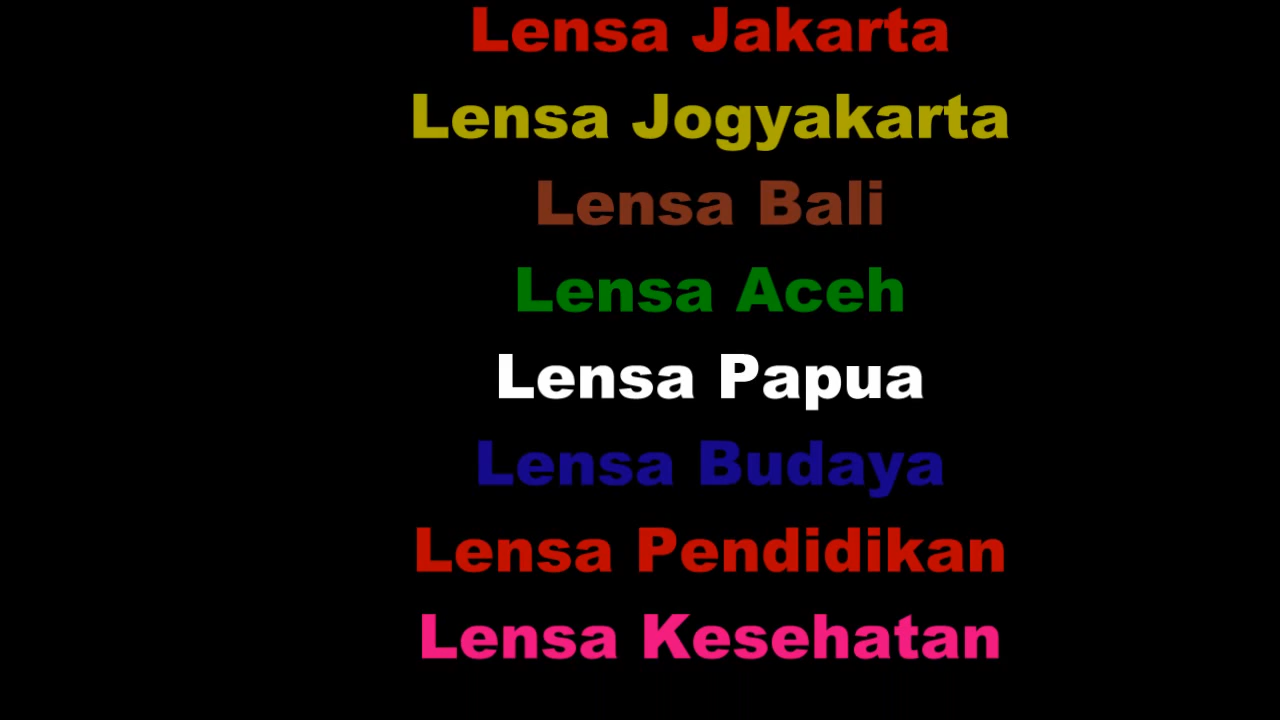 Lensa Jakarta
Lensa Jogyakarta
Lensa Bali
Lensa Aceh
Lensa Papua
Lensa Budaya
Lensa Pendidikan
Lensa Kesehatan